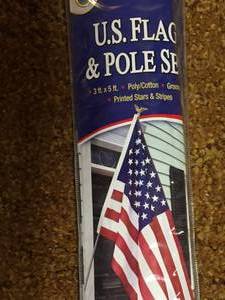 U.S. FLAG
& POLE SE
• 3 ft. x 5 ft. • Poly/Cotton •
• Printed Stars & Stripes